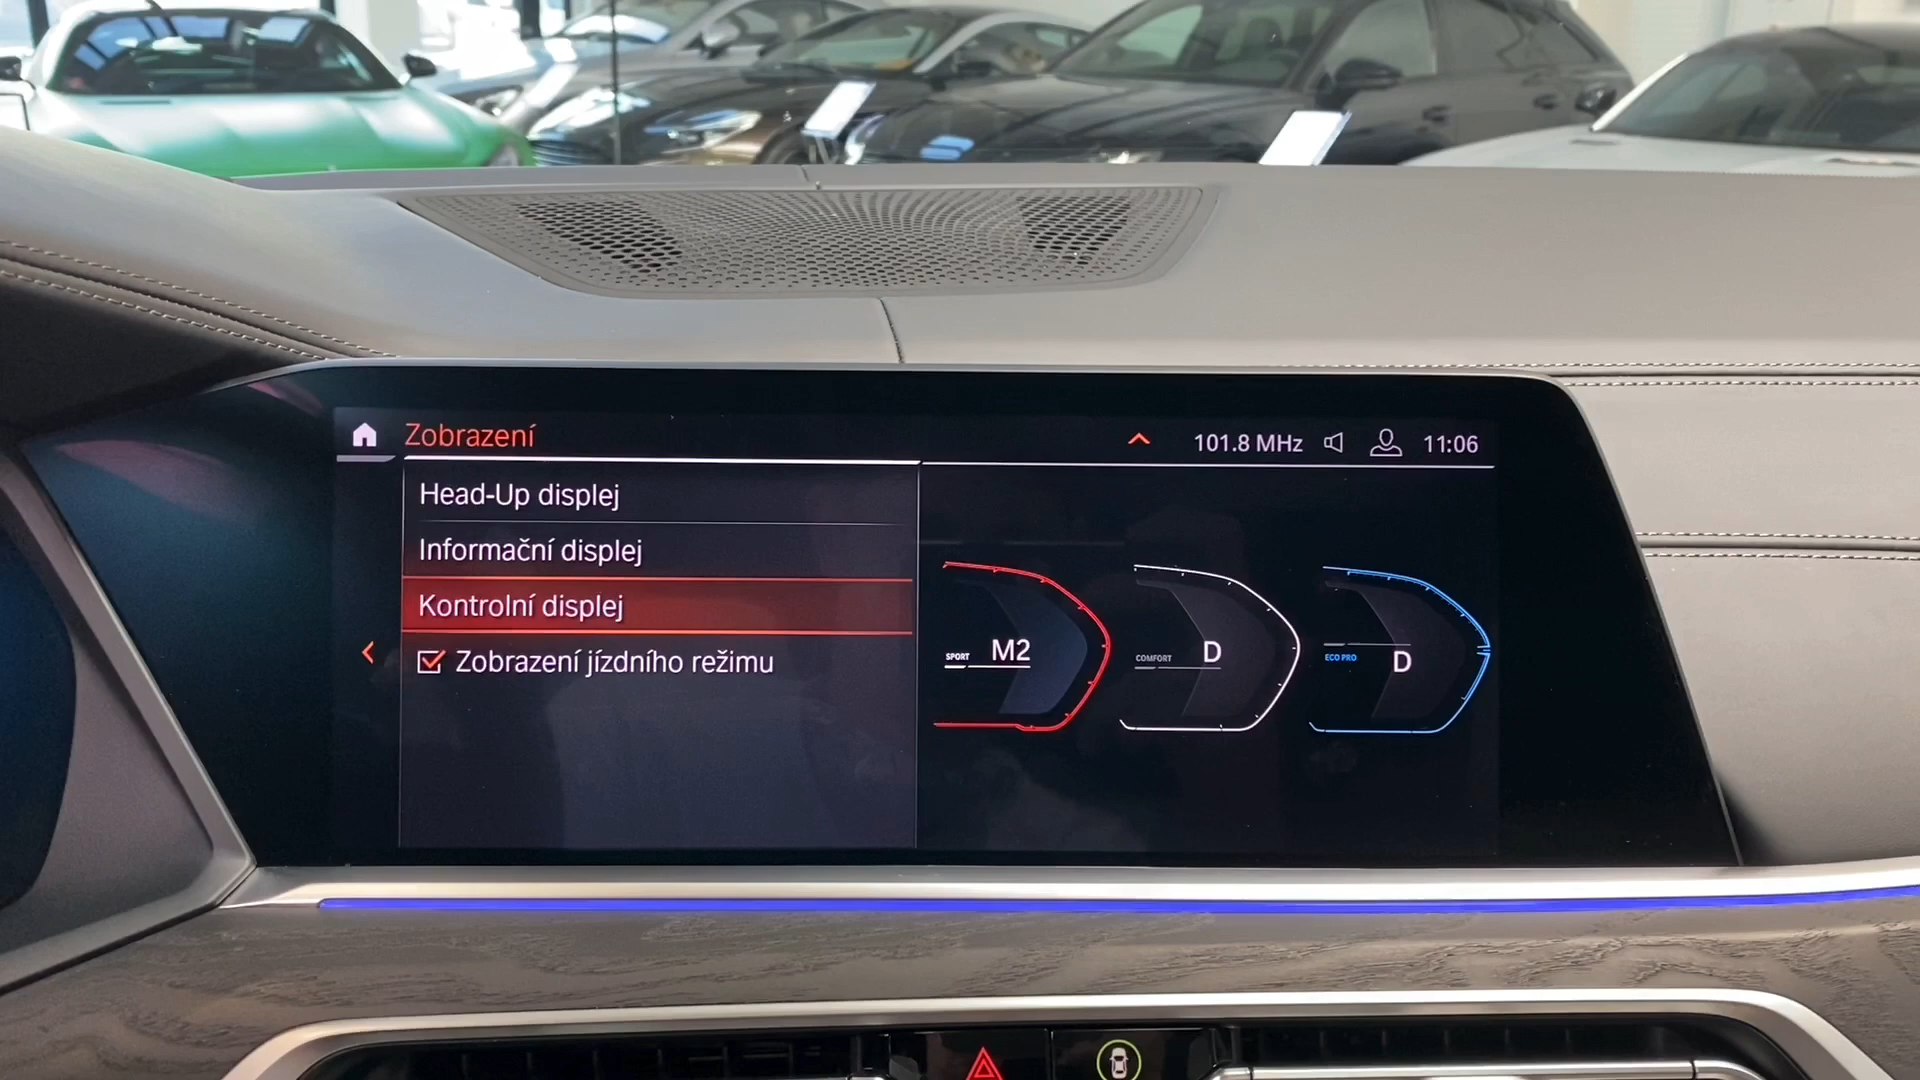 Zobrazení
101.8 MHz
11:06
Head-Up displej
Informační displej
Kontrolní displej
Zobrazení jízdního režimu
SPORT M2
COMFORT D
ECO PRO D